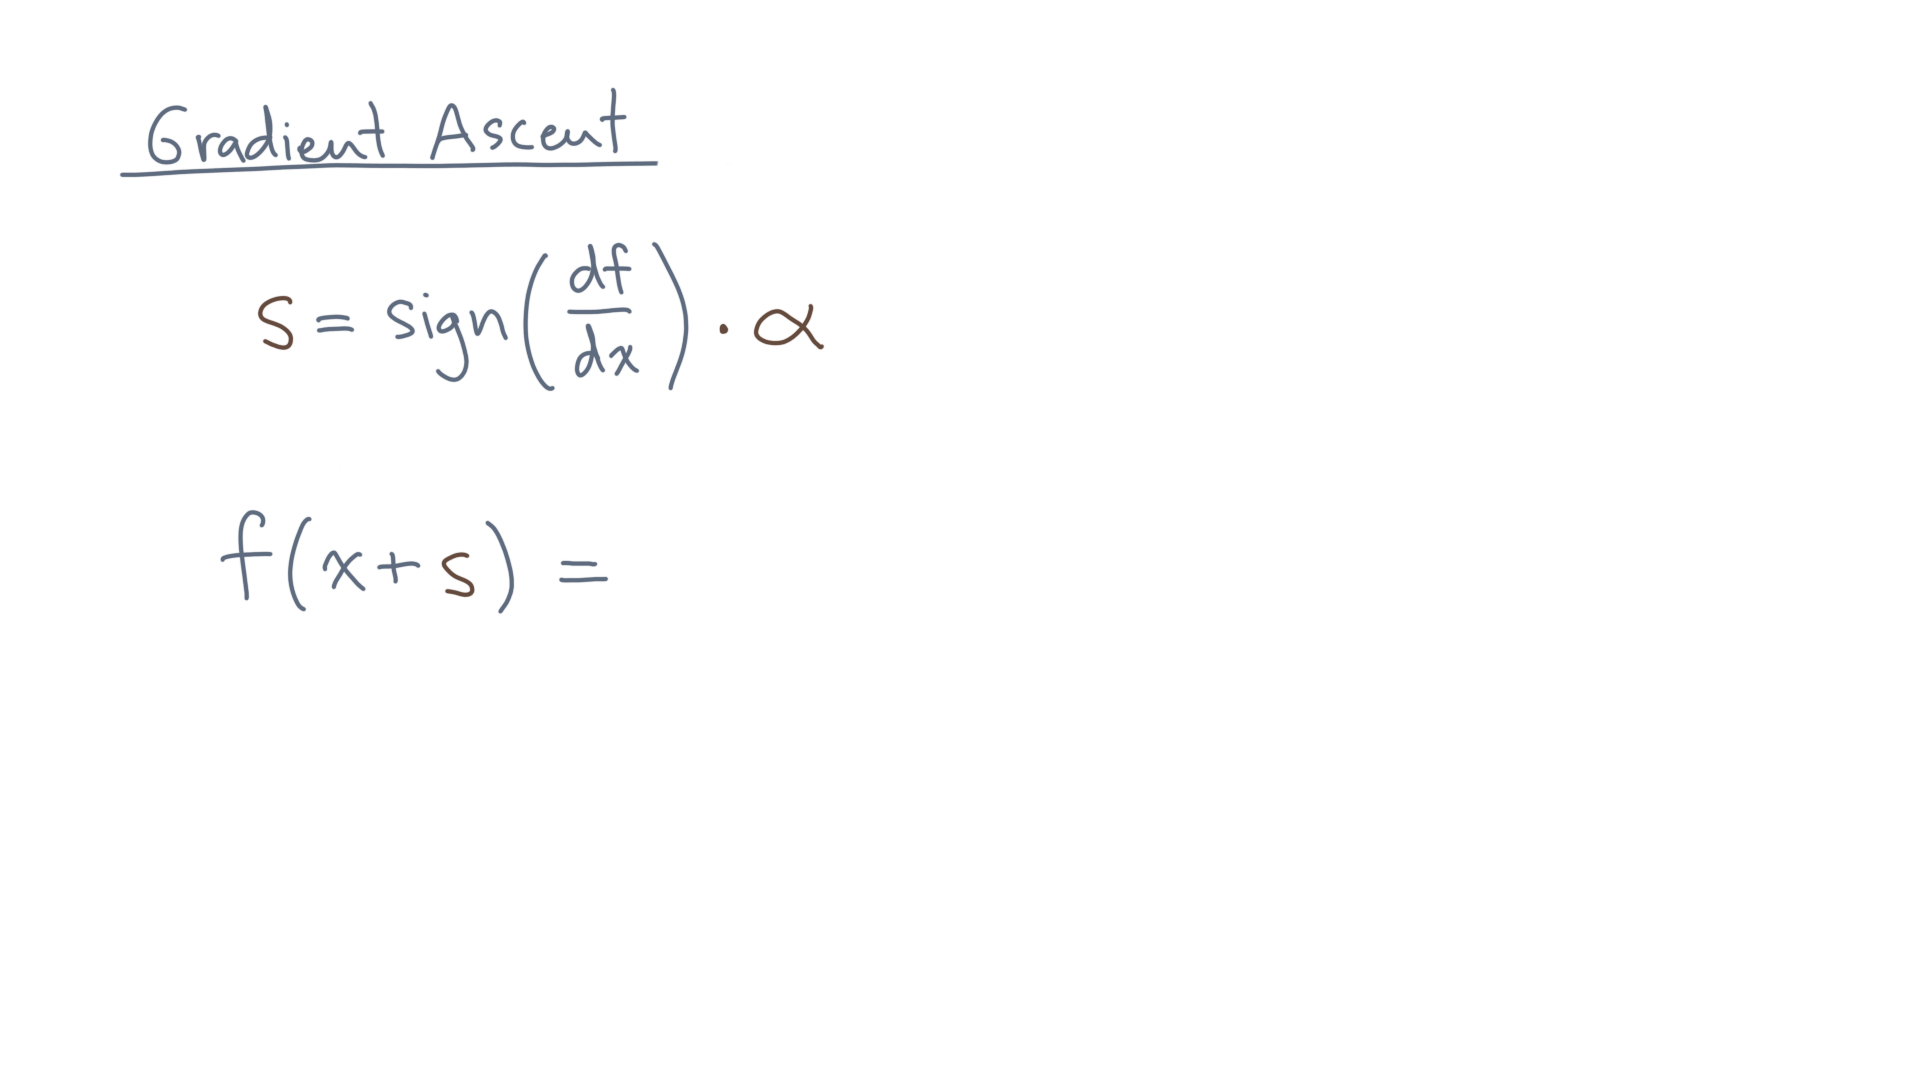 Gradient Ascent
s = sign(df/dx) · α
f(x+s) =